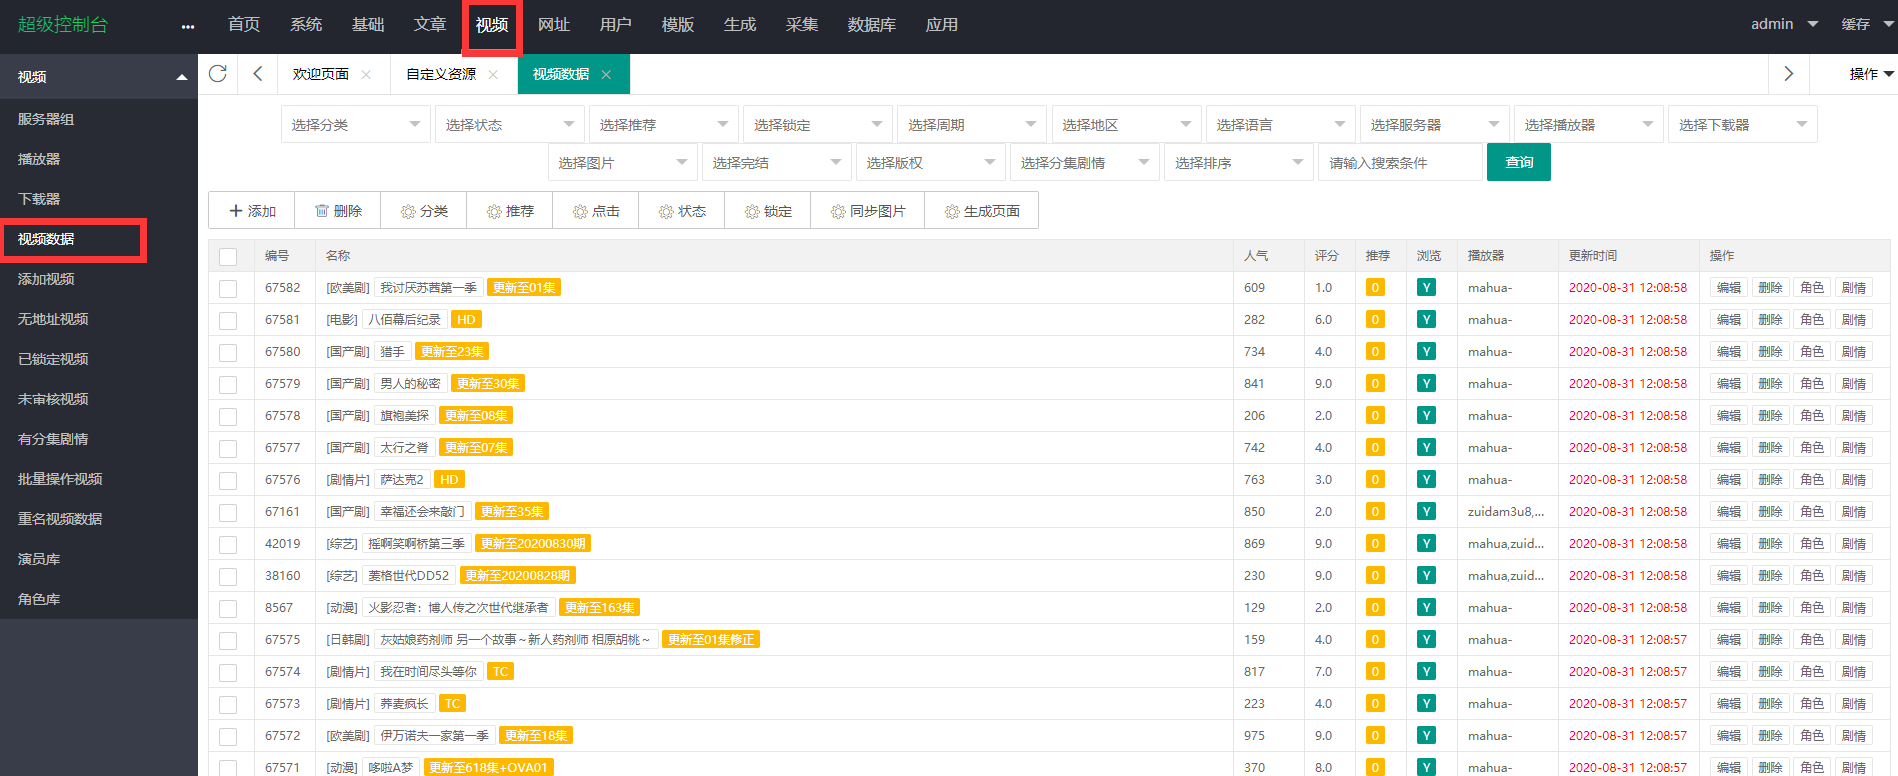 超级控制台 ... 首页 系统 基础 文章 视频 网址 用户 模版 生成 采集 数据库 应用 admin 缓存
视频 欢迎页面 自定义资源 视频数据 操作
服务器组
播放器
下载器
视频数据
添加视频
无地址视频
已锁定视频
未审核视频
有分集剧情
批量操作视频
重名视频数据
演员库
角色库
选择分类 选择状态 选择推荐 选择锁定 选择周期 选择地区 选择语言 选择服务器 选择播放器 选择下载器
选择图片 选择完结 选择版权 选择分集剧情 选择排序 请输入搜索条件 查询
添加 删除 分类 推荐 点击 状态 锁定 同步图片 生成页面
编号 名称 人气 评分 推荐 浏览 播放器 更新时间 操作
67582 [欧美剧] 我讨厌苏茜第一季 更新至01集 609 1.0 0 Y mahua- 2020-08-31 12:08:58 编辑 删除 角色 剧情
67581 [电影] 八佰幕后纪录 HD 282 6.0 0 Y mahua- 2020-08-31 12:08:58 编辑 删除 角色 剧情
67580 [国产剧] 猎手 更新至23集 734 4.0 0 Y mahua- 2020-08-31 12:08:58 编辑 删除 角色 剧情
67579 [国产剧] 男人的秘密 更新至30集 841 9.0 0 Y mahua- 2020-08-31 12:08:58 编辑 删除 角色 剧情
67578 [国产剧] 旗袍美探 更新至08集 206 2.0 0 Y mahua- 2020-08-31 12:08:58 编辑 删除 角色 剧情
67577 [国产剧] 太行之脊 更新至07集 742 4.0 0 Y mahua- 2020-08-31 12:08:58 编辑 删除 角色 剧情
67576 [剧情片] 萨达克2 HD 763 3.0 0 Y mahua- 2020-08-31 12:08:58 编辑 删除 角色 剧情
67161 [国产剧] 幸福还会来敲门 更新至35集 850 2.0 0 Y zuidam3u8,... 2020-08-31 12:08:58 编辑 删除 角色 剧情
42019 [综艺] 摇啊笑啊桥第三季 更新至20200830期 869 9.0 0 Y mahua,zuid... 2020-08-31 12:08:58 编辑 删除 角色 剧情
38160 [综艺] 菱格世代DD52 更新至20200828期 230 9.0 0 Y mahua,zuid... 2020-08-31 12:08:58 编辑 删除 角色 剧情
8567 [动漫] 火影忍者：博人传之次世代继承者 更新至163集 129 2.0 0 Y mahua- 2020-08-31 12:08:58 编辑 删除 角色 剧情
67575 [日韩剧] 灰姑娘药剂师 另一个故事～新人药剂师 相原胡桃～ 更新至01集修正 159 4.0 0 Y mahua- 2020-08-31 12:08:57 编辑 删除 角色 剧情
67574 [剧情片] 我在时间尽头等你 TC 817 7.0 0 Y mahua- 2020-08-31 12:08:57 编辑 删除 角色 剧情
67573 [剧情片] 荞麦疯长 TC 223 4.0 0 Y mahua- 2020-08-31 12:08:57 编辑 删除 角色 剧情
67572 [欧美剧] 伊万诺夫一家第一季 更新至18集 975 9.0 0 Y mahua- 2020-08-31 12:08:57 编辑 删除 角色 剧情
67571 [动漫] 哆啦A梦 更新至618集+OVA01 370 8.0 0 Y mahua- 2020-08-31 12:08:57 编辑 删除 角色 剧情